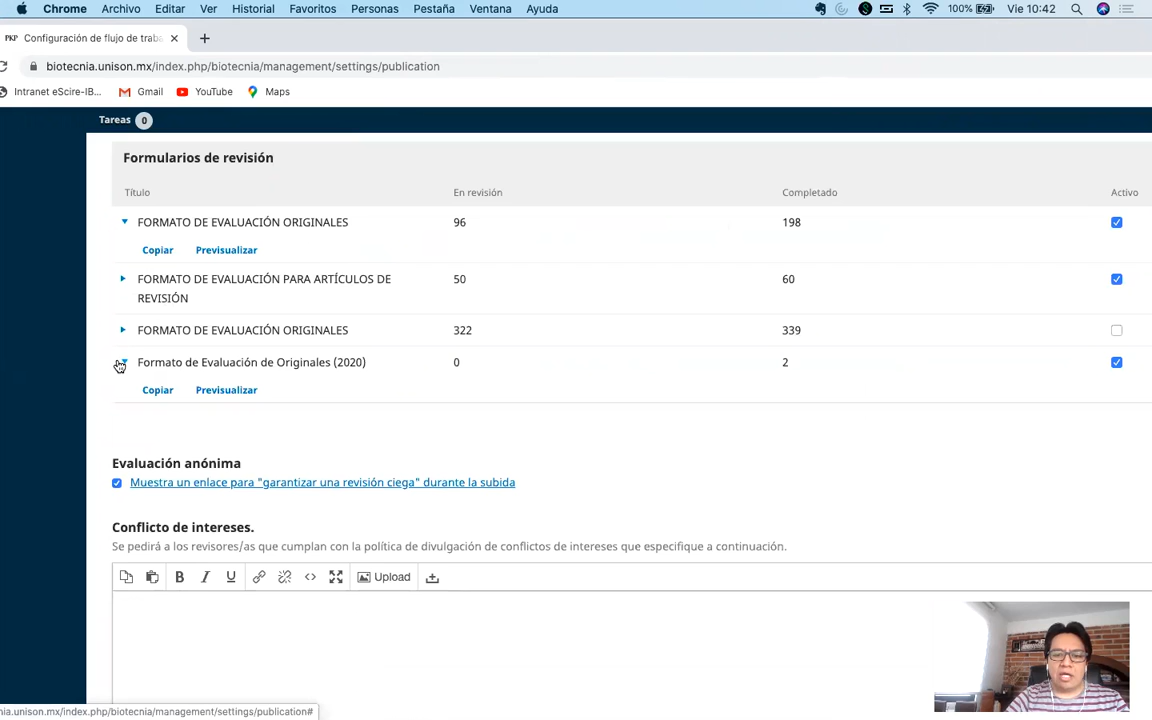 Chrome Archivo Editar Ver Historial Favoritos Personas Pestaña Ventana Ayuda 100% Vie 10:42
PKP Configuración de flujo de trab
biotecnia.unison.mx/index.php/biotecnia/management/settings/publication
Intranet eScire-IB... Gmail YouTube Maps
Tareas 0
Formularios de revisión
Título En revisión Completado Activo
FORMATO DE EVALUACIÓN ORIGINALES 96 198
Copiar Previsualizar
FORMATO DE EVALUACIÓN PARA ARTÍCULOS DE 50 60
REVISIÓN
FORMATO DE EVALUACIÓN ORIGINALES 322 339
Formato de Evaluación de Originales (2020) 0 2
Copiar Previsualizar
Evaluación anónima
Muestra un enlace para "garantizar una revisión ciega" durante la subida
Conflicto de intereses.
Se pedirá a los revisores/as que cumplan con la política de divulgación de conflictos de intereses que especifique a continuación.
B I U Upload
nia.unison.mx/index.php/biotecnia/management/settings/publication#